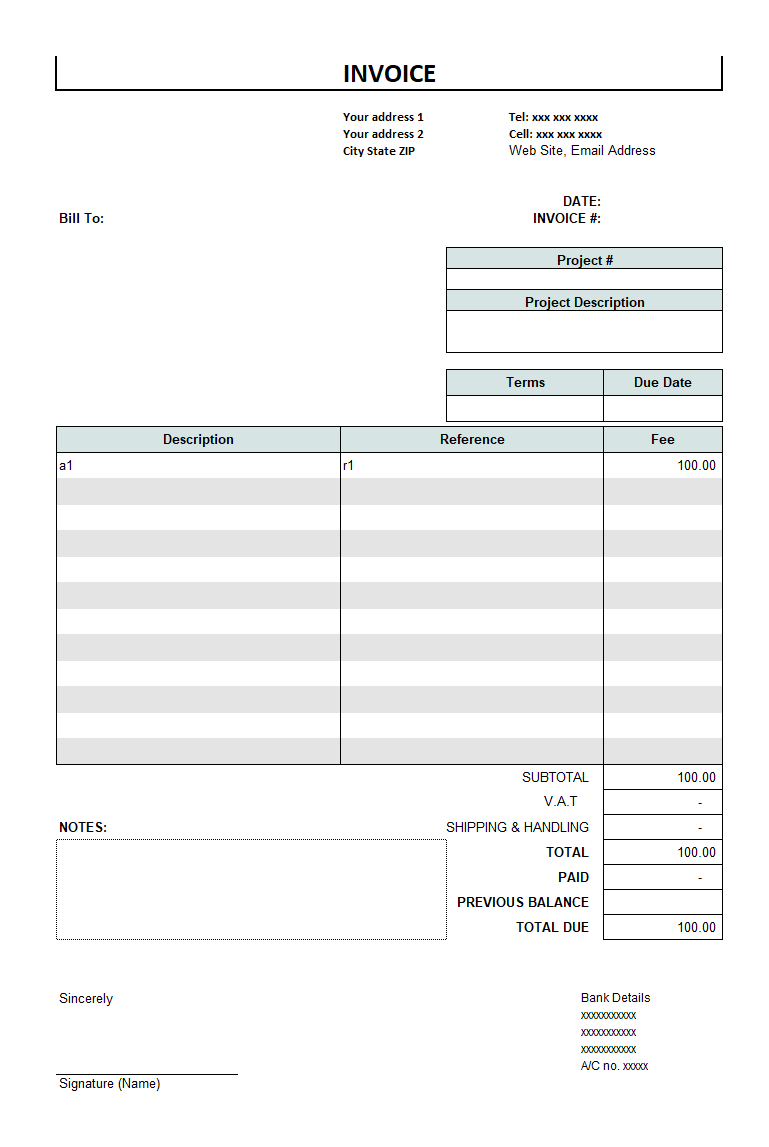 INVOICE
Your address 1 Tel: xxx xxx xxxx
Your address 2 Cell: xxx xxx xxxx
City State ZIP Web Site, Email Address
DATE:
Bill To: INVOICE #:
Project #
Project Description
Terms Due Date
Description Reference Fee
a1 r1 100.00
SUBTOTAL 100.00
V.A.T -
NOTES: SHIPPING & HANDLING -
TOTAL 100.00
PAID -
PREVIOUS BALANCE
TOTAL DUE 100.00
Sincerely Bank Details
xxxxxxxxxxx
xxxxxxxxxxx
xxxxxxxxxxx
A/C no. xxxxx
Signature (Name)